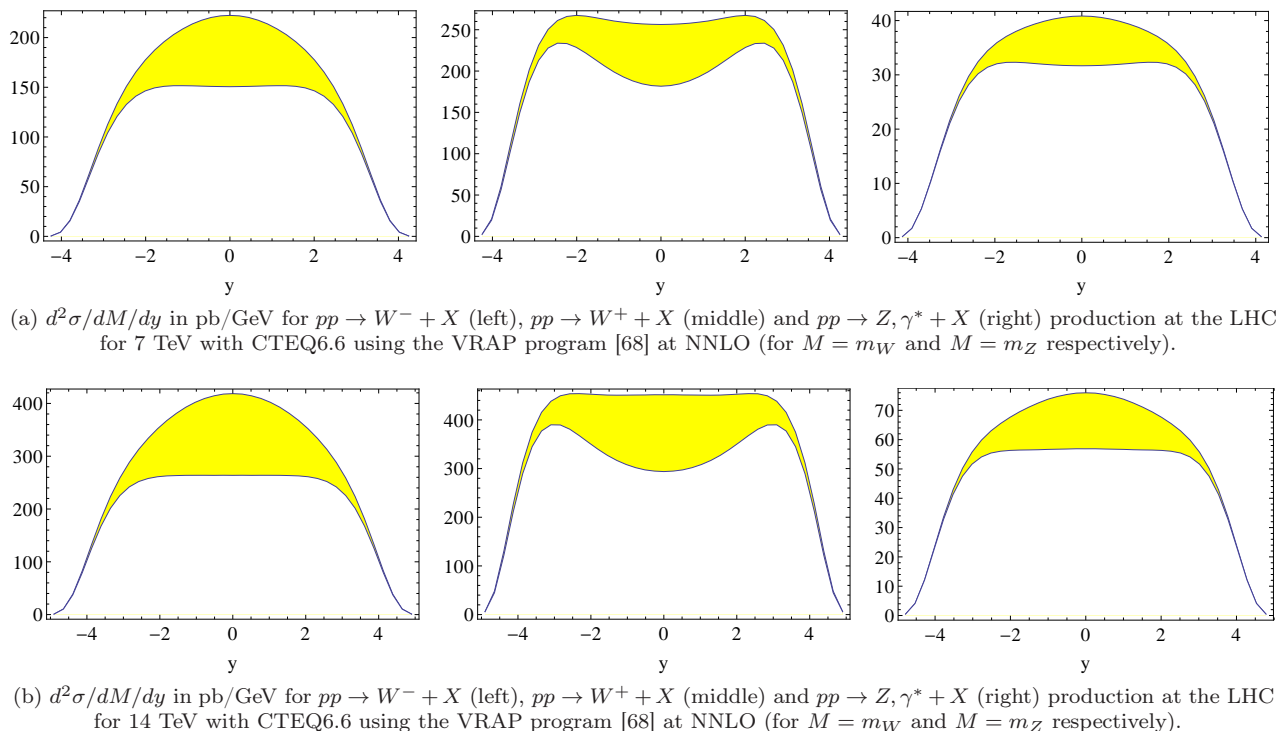 200
150
100
50
0
−4 −2 0 2 4
y
250
200
150
100
50
0
−4 −2 0 2 4
y
40
30
20
10
0
−4 −2 0 2 4
y
(a) d²σ/dM/dy in pb/GeV for pp → W⁻ + X (left), pp → W⁺ + X (middle) and pp → Z, γ* + X (right) production at the LHC
for 7 TeV with CTEQ6.6 using the VRAP program [68] at NNLO (for M = m_W and M = m_Z respectively).
400
300
200
100
0
−4 −2 0 2 4
y
400
300
200
100
0
−4 −2 0 2 4
y
70
60
50
40
30
20
10
0
−4 −2 0 2 4
y
(b) d²σ/dM/dy in pb/GeV for pp → W⁻ + X (left), pp → W⁺ + X (middle) and pp → Z, γ* + X (right) production at the LHC
for 14 TeV with CTEQ6.6 using the VRAP program [68] at NNLO (for M = m_W and M = m_Z respectively).